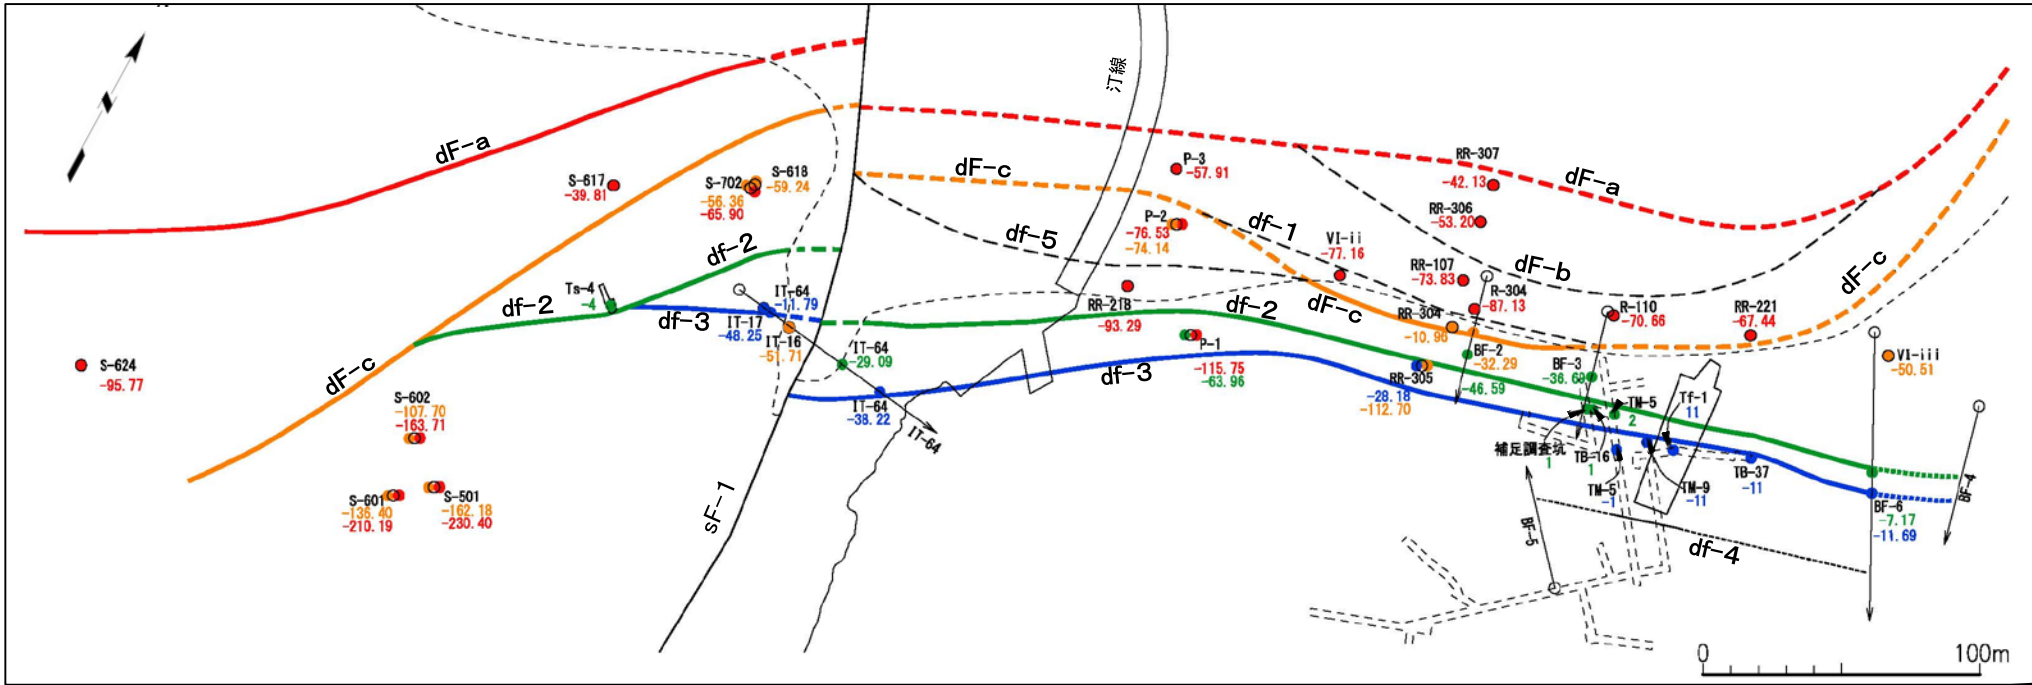 汀線
dF-a
S-617
-39.81
S-702
-56.36
-65.90
S-618
-59.24
dF-c
P-3
-57.91
P-2
-76.53
-74.14
RR-307
-42.13
dF-a
RR-306
-53.20
df-1
df-5
VI-ii
-77.16
RR-107
-73.83
dF-b
dF-c
df-2
Ts-4
-4
df-2
df-3
IT-64
-11.79
IT-17
-48.25
IT-16
-51.71
IT-64
-29.09
IT-64
-38.22
IT-64
RR-218
-93.29
df-2
dF-c
R-304
-87.13
RR-304
-10.96
R-110
-70.66
RR-221
-67.44
P-1
-115.75
-63.96
df-3
BF-2
-32.29
-46.59
BF-3
-36.69
RR-305
-28.18
-112.70
VI-iii
-50.51
S-624
-95.77
dF-c
S-602
-107.70
-163.71
S-601
-136.40
-210.19
S-501
-162.18
-230.40
sF-1
TM-5
2
Tf-1
11
補足調査坑
1
TB-16
1
TM-5
-1
TM-9
-11
TB-37
-11
BF-6
-7.17
-11.69
BF-4
BF-5
df-4
0
100m